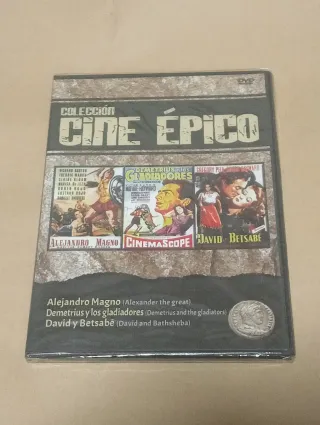 DVD
COLECCIÓN
CINE ÉPICO
ALEJANDRO MAGNO
DEMETRIUS
GLADIADORES
CINEMASCOPE
DAVID BETSABÉ
Alejandro Magno (Alexander the great)
Demetrius y los gladiadores (Demetrius and the gladiators)
David y Betsabé (David and Bathsheba)